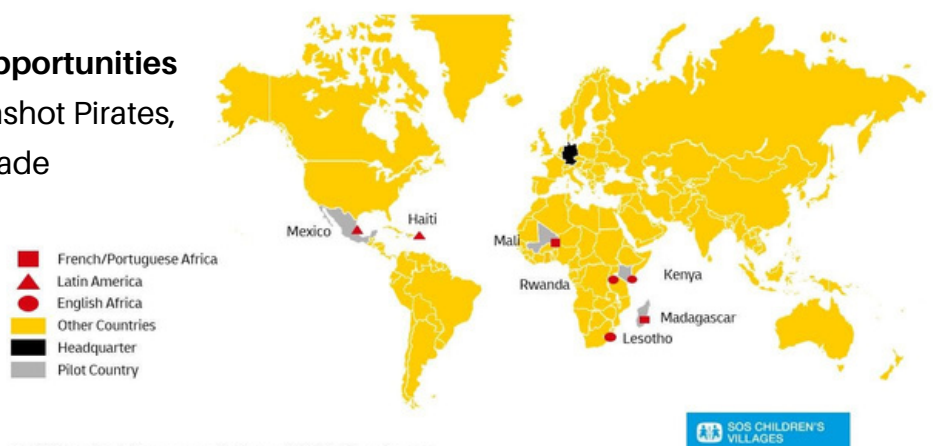 pportunities
nshot Pirates,
ade
Mexico
Haiti
Mali
Rwanda
Kenya
Madagascar
Lesotho
French/Portuguese Africa
Latin America
English Africa
Other Countries
Headquarter
Pilot Country
SOS CHILDREN'S
VILLAGES